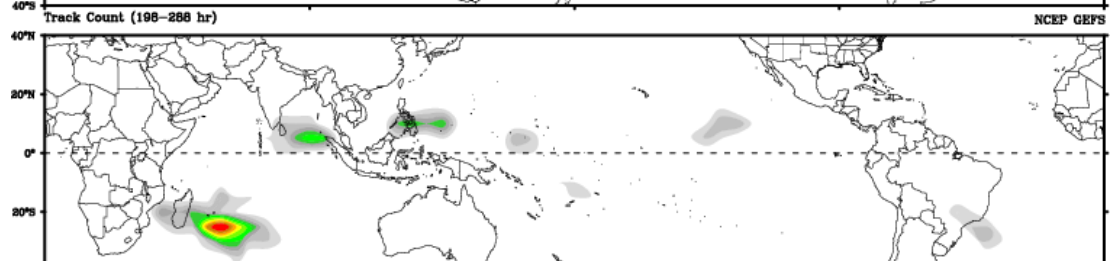 40°S
Track Count (198-288 hr) NCEP GEFS
40°N
20°N
0°
20°S